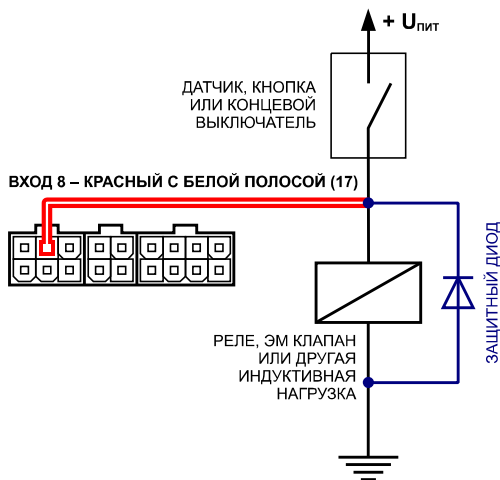 + Uпит
ДАТЧИК, КНОПКА
ИЛИ КОНЦЕВОЙ
ВЫКЛЮЧАТЕЛЬ
ВХОД 8 – КРАСНЫЙ С БЕЛОЙ ПОЛОСОЙ (17)
ЗАЩИТНЫЙ ДИОД
РЕЛЕ, ЭМ КЛАПАН
ИЛИ ДРУГАЯ
ИНДУКТИВНАЯ
НАГРУЗКА